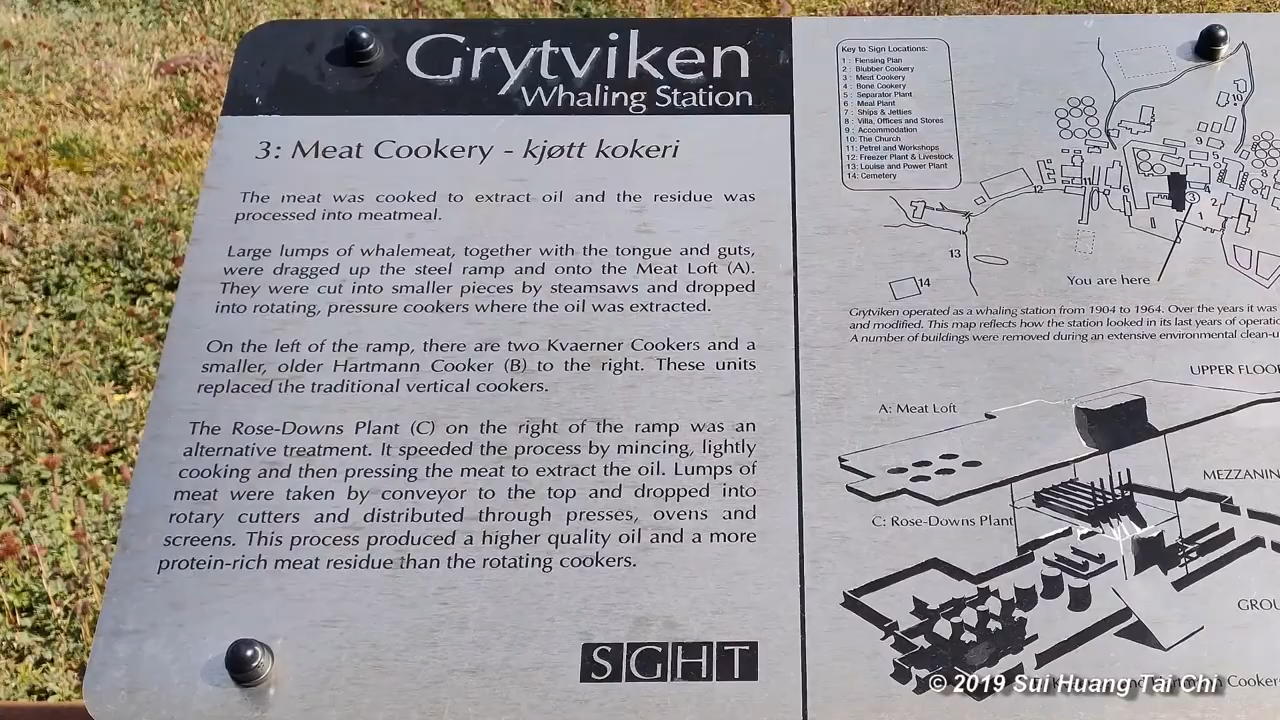 Grytviken
Whaling Station
3: Meat Cookery - kjøtt kokeri
The meat was cooked to extract oil and the residue was
processed into meatmeal.
Large lumps of whalemeat, together with the tongue and guts,
were dragged up the steel ramp and onto the Meat Loft (A).
They were cut into smaller pieces by steamsaws and dropped
into rotating, pressure cookers where the oil was extracted.
On the left of the ramp, there are two Kvaerner Cookers and a
smaller, older Hartmann Cooker (B) to the right. These units
replaced the traditional vertical cookers.
The Rose-Downs Plant (C) on the right of the ramp was an
alternative treatment. It speeded the process by mincing, lightly
cooking and then pressing the meat to extract the oil. Lumps of
meat were taken by conveyor to the top and dropped into
rotary cutters and distributed through presses, ovens and
screens. This process produced a higher quality oil and a more
protein-rich meat residue than the rotating cookers.
SGHT
Key to Sign Locations:
1 : Flensing Plan
2 : Blubber Cookery
3 : Meat Cookery
4 : Bone Cookery
5 : Separator Plant
6 : Meal Plant
7 : Ships & Jetties
8 : Villa, Offices and Stores
9 : Accommodation
10: The Church
11: Petrel and Workshops
12: Freezer Plant & Livestock
13: Louise and Power Plant
14: Cemetery
10
9
5
12
11
6
3
2
1
13
14
You are here
Grytviken operated as a whaling station from 1904 to 1964. Over the years it was
and modified. This map reflects how the station looked in its last years of operatio
A number of buildings were removed during an extensive environmental clean-u
UPPER FLOO
A: Meat Loft
MEZZANIN
C: Rose-Downs Plant
GROU
Cooker
© 2019 Sui Huang Tai Chi